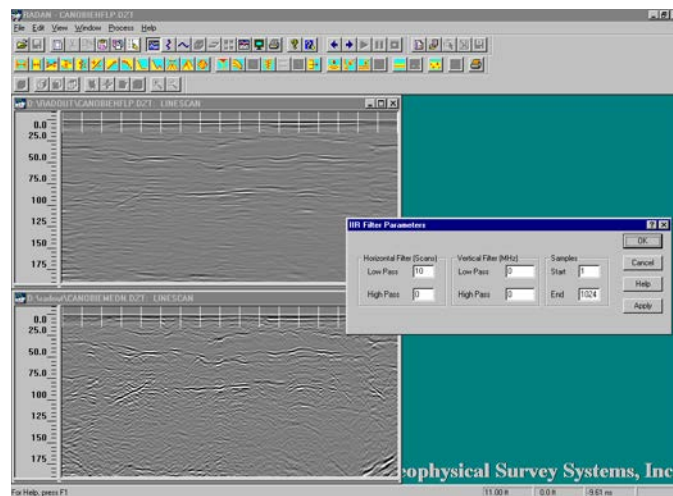 RADAN - CANOBIEHFLP.DZT
File Edit View Window Process Help
D:\RADOUT\CANOBIEHFLP.DZT: LINESCAN
0.0
25.0
50.0
75.0
100
125
150
175
IIR Filter Parameters
OK
Cancel
Help
Apply
Horizontal Filter (Scans)
Low Pass 10
High Pass 0
Vertical Filter (MHz)
Low Pass 0
High Pass 0
Samples
Start 1
End 1024
D:\radout\CANOBIEMEDN.DZT: LINESCAN
0.0
25.0
50.0
75.0
100
125
150
175
eophysical Survey Systems, Inc
For Help, press F1
11.00 ft
0.0 ft
-9.61 ns